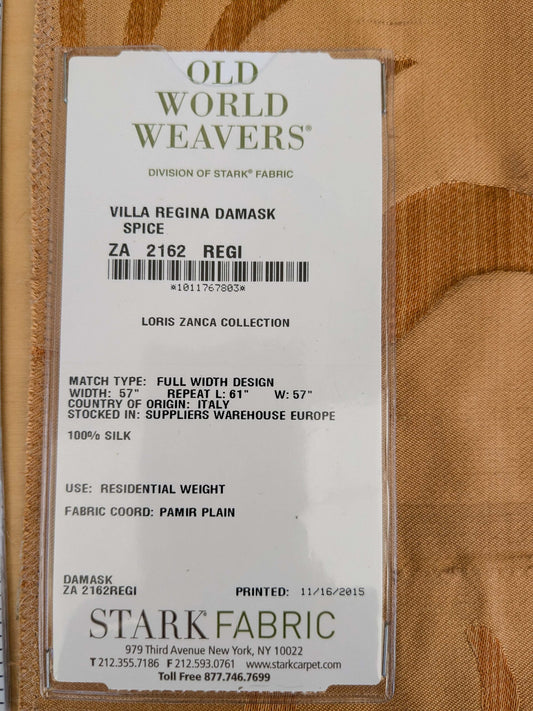 OLD
WORLD
WEAVERS®
DIVISION OF STARK® FABRIC
VILLA REGINA DAMASK
SPICE
ZA 2162 REGI
*1011767803*
LORIS ZANCA COLLECTION
MATCH TYPE: FULL WIDTH DESIGN
WIDTH: 57" REPEAT L: 61" W: 57"
COUNTRY OF ORIGIN: ITALY
STOCKED IN: SUPPLIERS WAREHOUSE EUROPE
100% SILK
USE: RESIDENTIAL WEIGHT
FABRIC COORD: PAMIR PLAIN
DAMASK
ZA 2162REGI PRINTED: 11/16/2015
STARK® FABRIC
979 Third Avenue New York, NY 10022
T 212.355.7186 F 212.593.0761 www.starkcarpet.com
Toll Free 877.746.7699